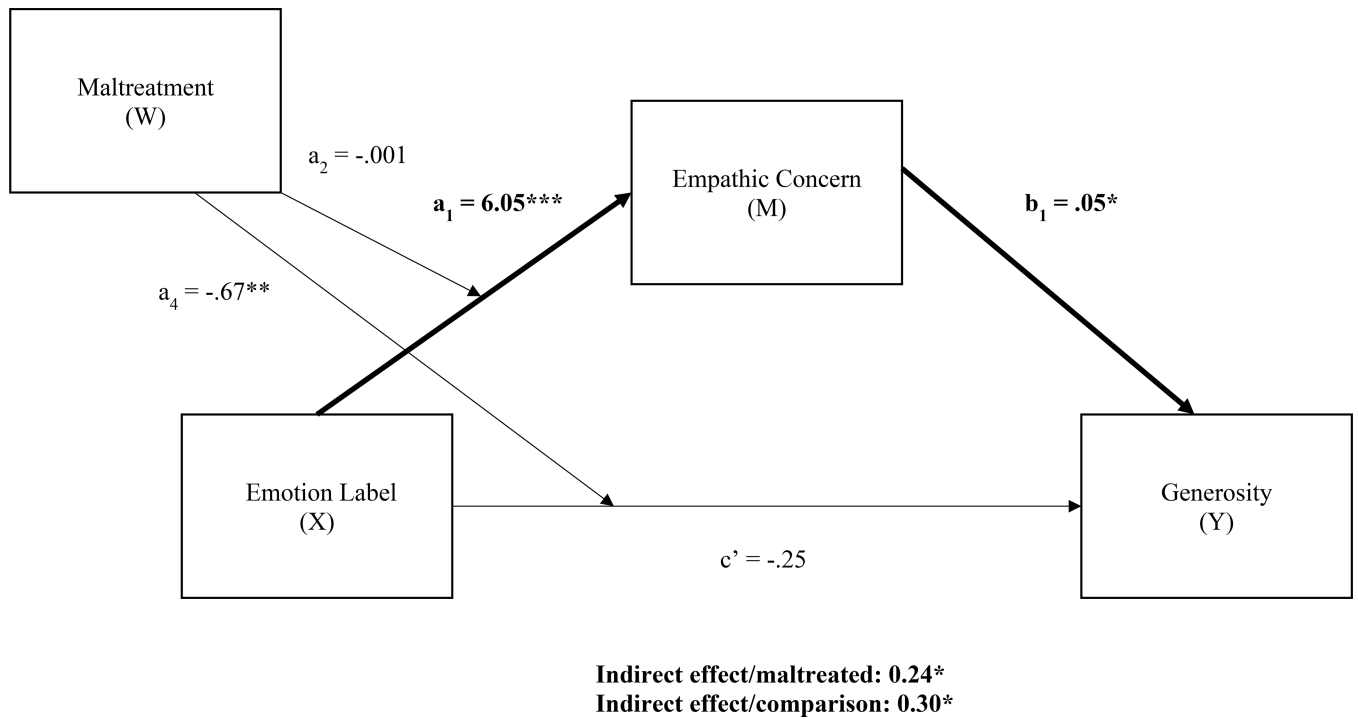 Maltreatment
(W)
a2 = -.001
a1 = 6.05***
Empathic Concern
(M)
b1 = .05*
a4 = -.67**
Emotion Label
(X)
Generosity
(Y)
c’ = -.25
Indirect effect/maltreated: 0.24*
Indirect effect/comparison: 0.30*